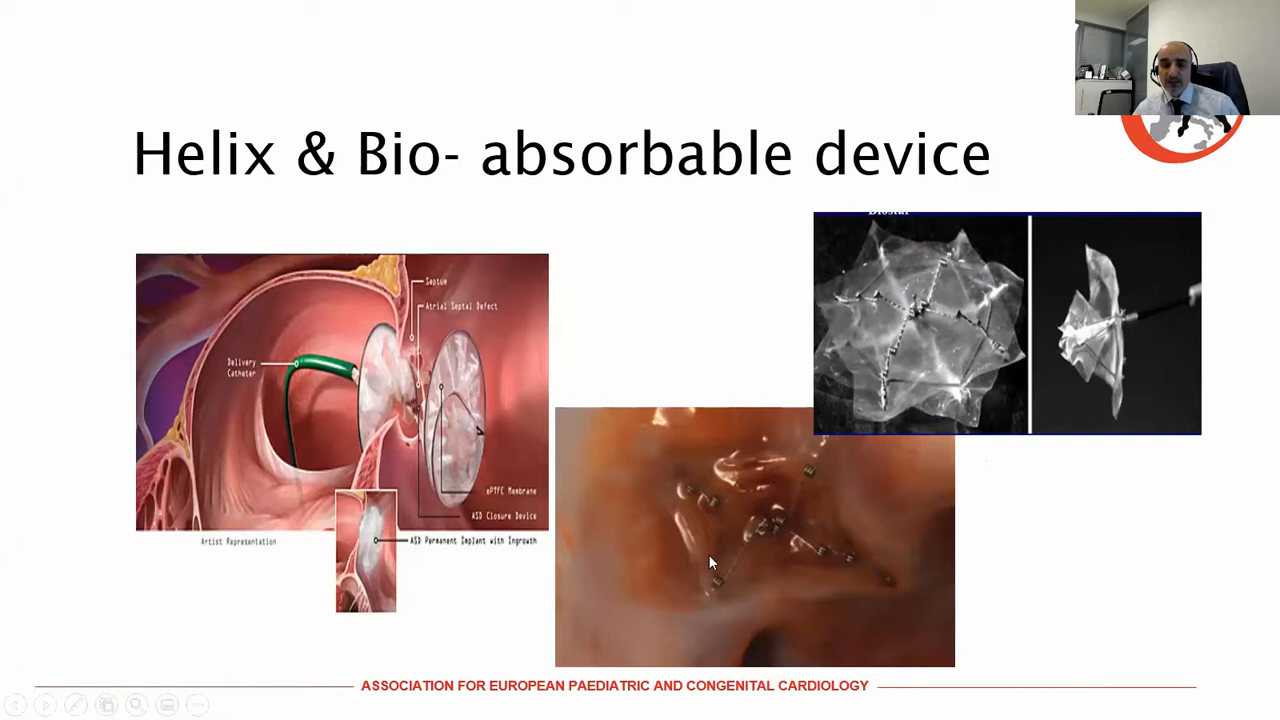 Helix & Bio- absorbable device
Septum
Atrial Septal Defect
Delivery
Catheter
ePTFE Membrane
ASD Closure Device
Artist Representation
ASD Permanent Implant with Ingrowth
ASSOCIATION FOR EUROPEAN PAEDIATRIC AND CONGENITAL CARDIOLOGY